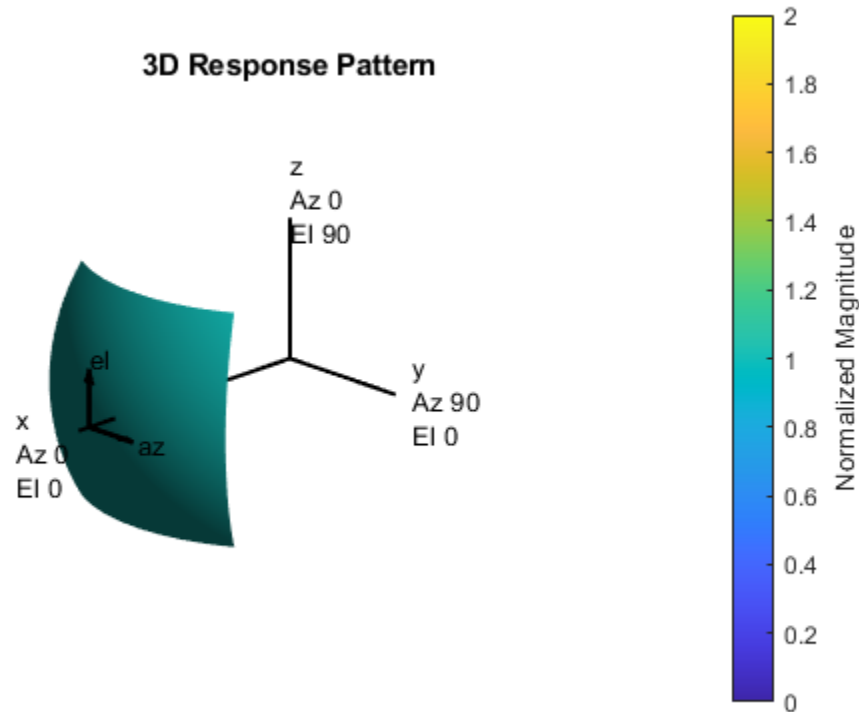 3D Response Pattern
z
Az 0
El 90
el
az
x
Az 0
El 0
y
Az 90
El 0
2
1.8
1.6
1.4
1.2
1
0.8
0.6
0.4
0.2
0
Normalized Magnitude